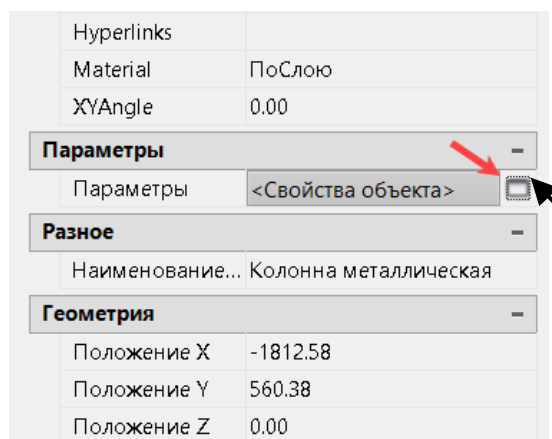 Hyperlinks
Material ПоСлою
XYAngle 0.00
Параметры
Параметры <Свойства объекта>
Разное
Наименование... Колонна металлическая
Геометрия
Положение X -1812.58
Положение Y 560.38
Положение Z 0.00